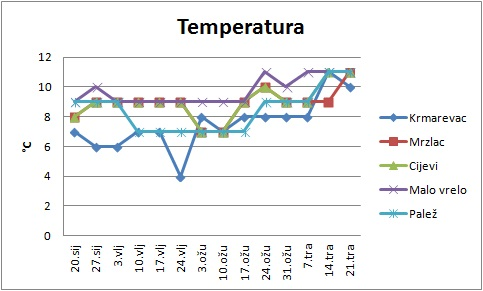 Temperatura
12
10
8
6
4
2
0
°C
20.sij
27.sij
3.vlj
10.vlj
17.vlj
24.vlj
3.ožu
10.ožu
17.ožu
24.ožu
31.ožu
7.tra
14.tra
21.tra
Krmarevac
Mrzlac
Cijevi
Malo vrelo
Palež